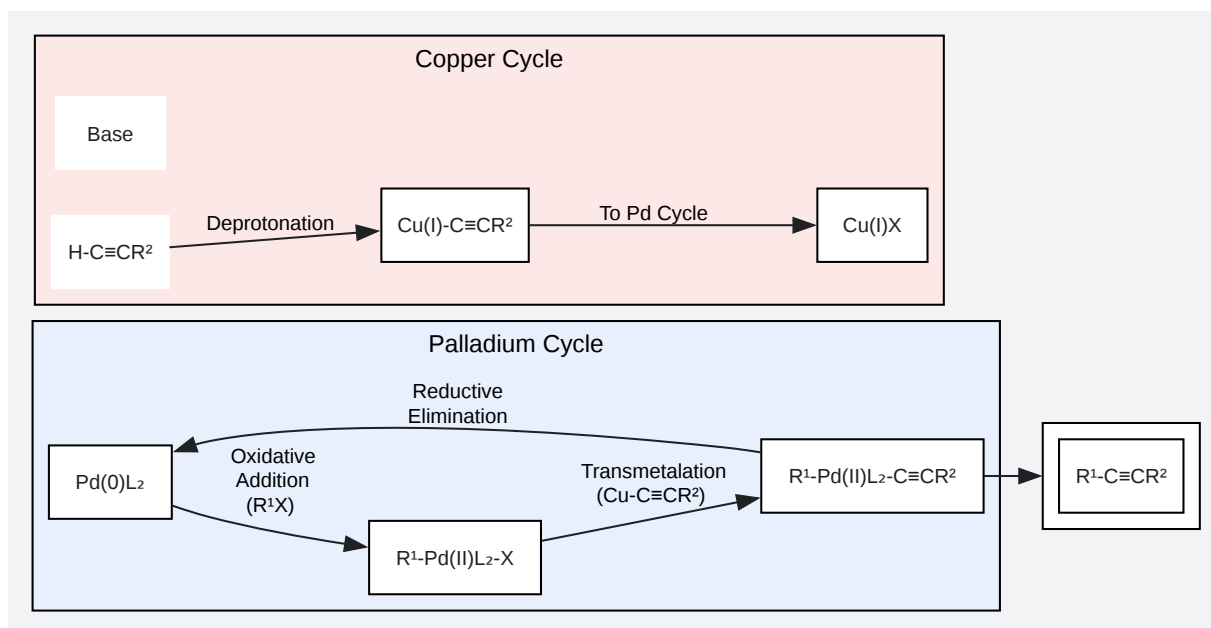 Copper Cycle
Base
H-C≡CR²
Deprotonation
Cu(I)-C≡CR²
To Pd Cycle
Cu(I)X
Palladium Cycle
Reductive
Elimination
Pd(0)L₂
Oxidative
Addition
(R¹X)
R¹-Pd(II)L₂-X
Transmetalation
(Cu-C≡CR²)
R¹-Pd(II)L₂-C≡CR²
R¹-C≡CR²